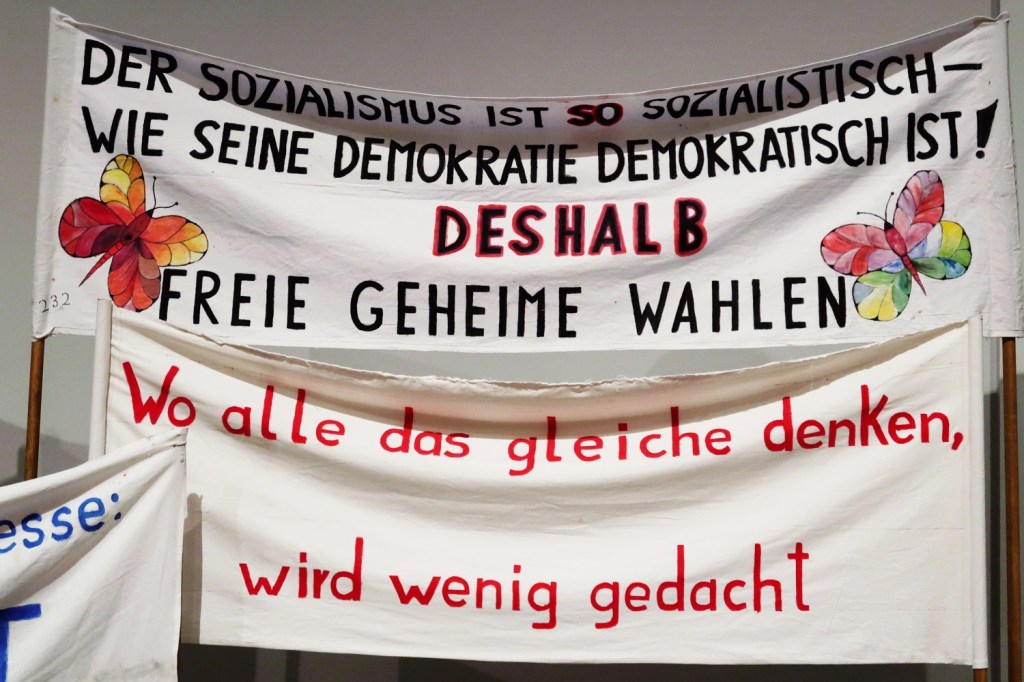 DER SOZIALISMUS IST SO SOZIALISTISCH —
WIE SEINE DEMOKRATIE DEMOKRATISCH IST!
DESHALB
FREIE GEHEIME WAHLEN
232
Wo alle das gleiche denken,
wird wenig gedacht
esse:
T